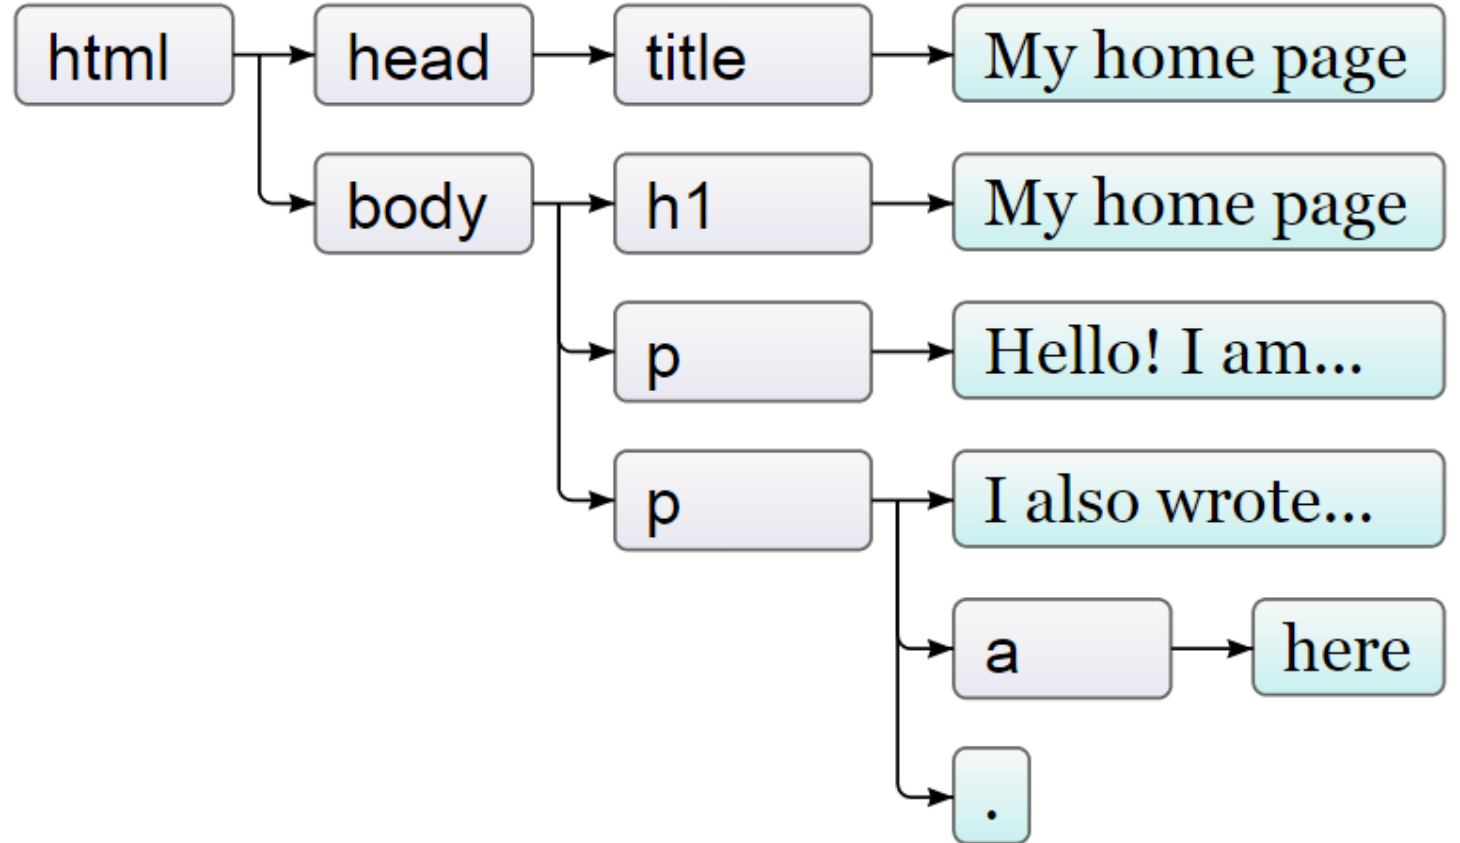 html head title My home page
body h1 My home page
p Hello! I am...
p I also wrote...
a here
.